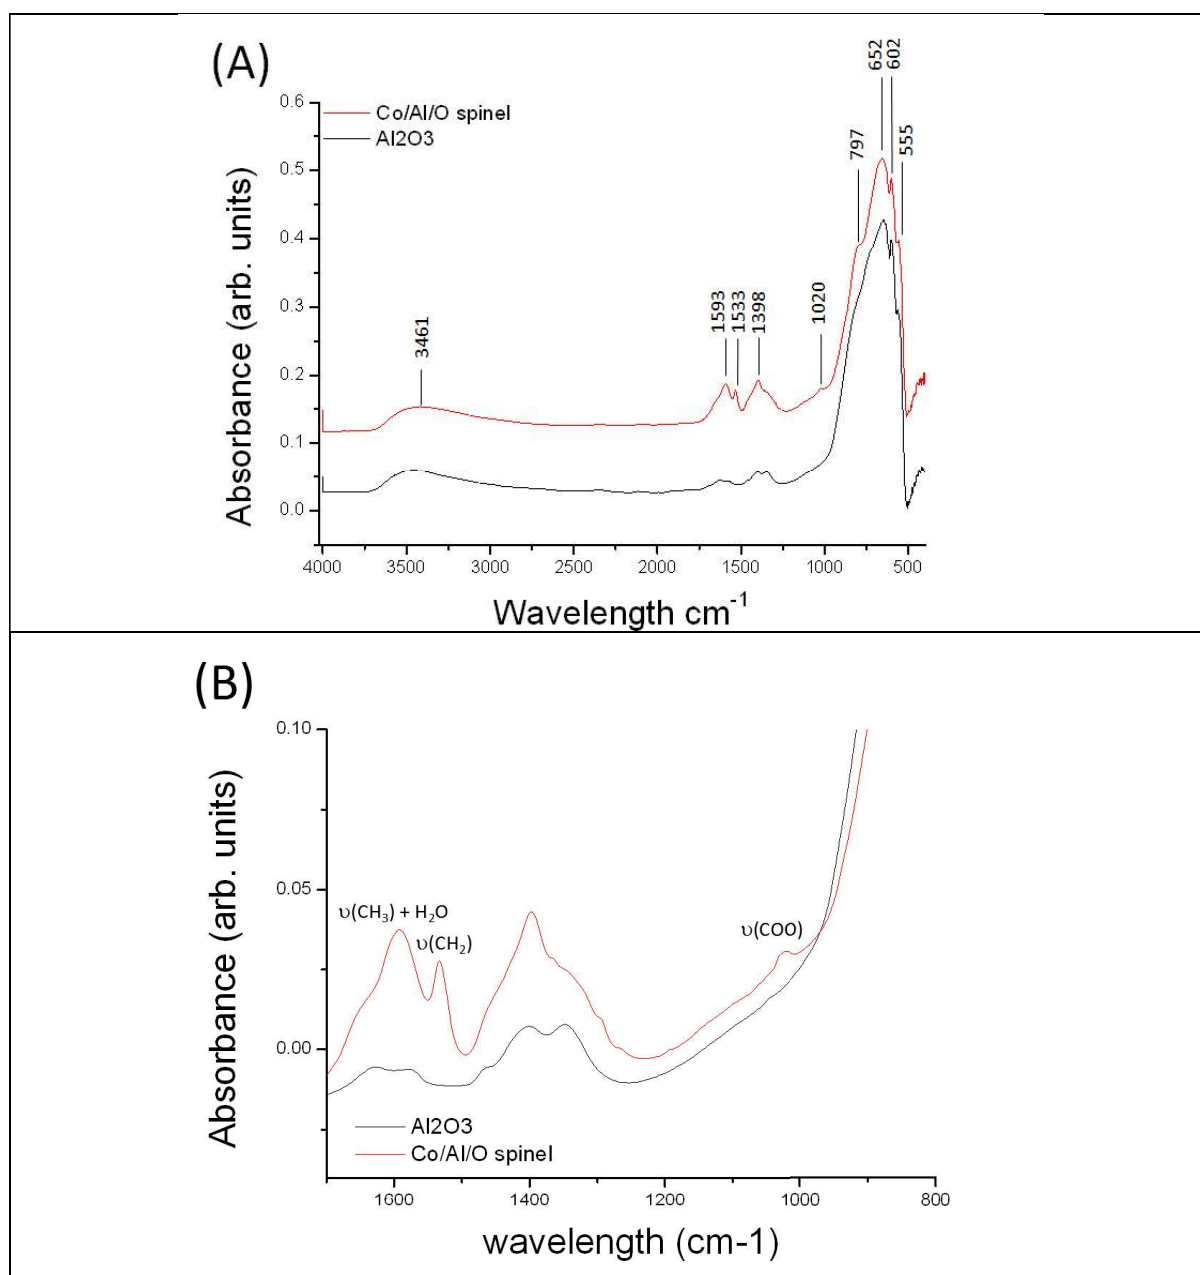 (A)
652
602
797
555
0.6
Co/Al/O spinel
Al2O3
0.5
0.4
0.3
0.2
0.1
0.0
3461
1593
1533
1398
1020
Absorbance (arb. units)
4000 3500 3000 2500 2000 1500 1000 500
Wavelength cm-1
(B)
0.10
0.05
0.00
Absorbance (arb. units)
υ(CH3) + H2O
υ(CH2)
υ(COO)
Al2O3
Co/Al/O spinel
1600 1400 1200 1000 800
wavelength (cm-1)